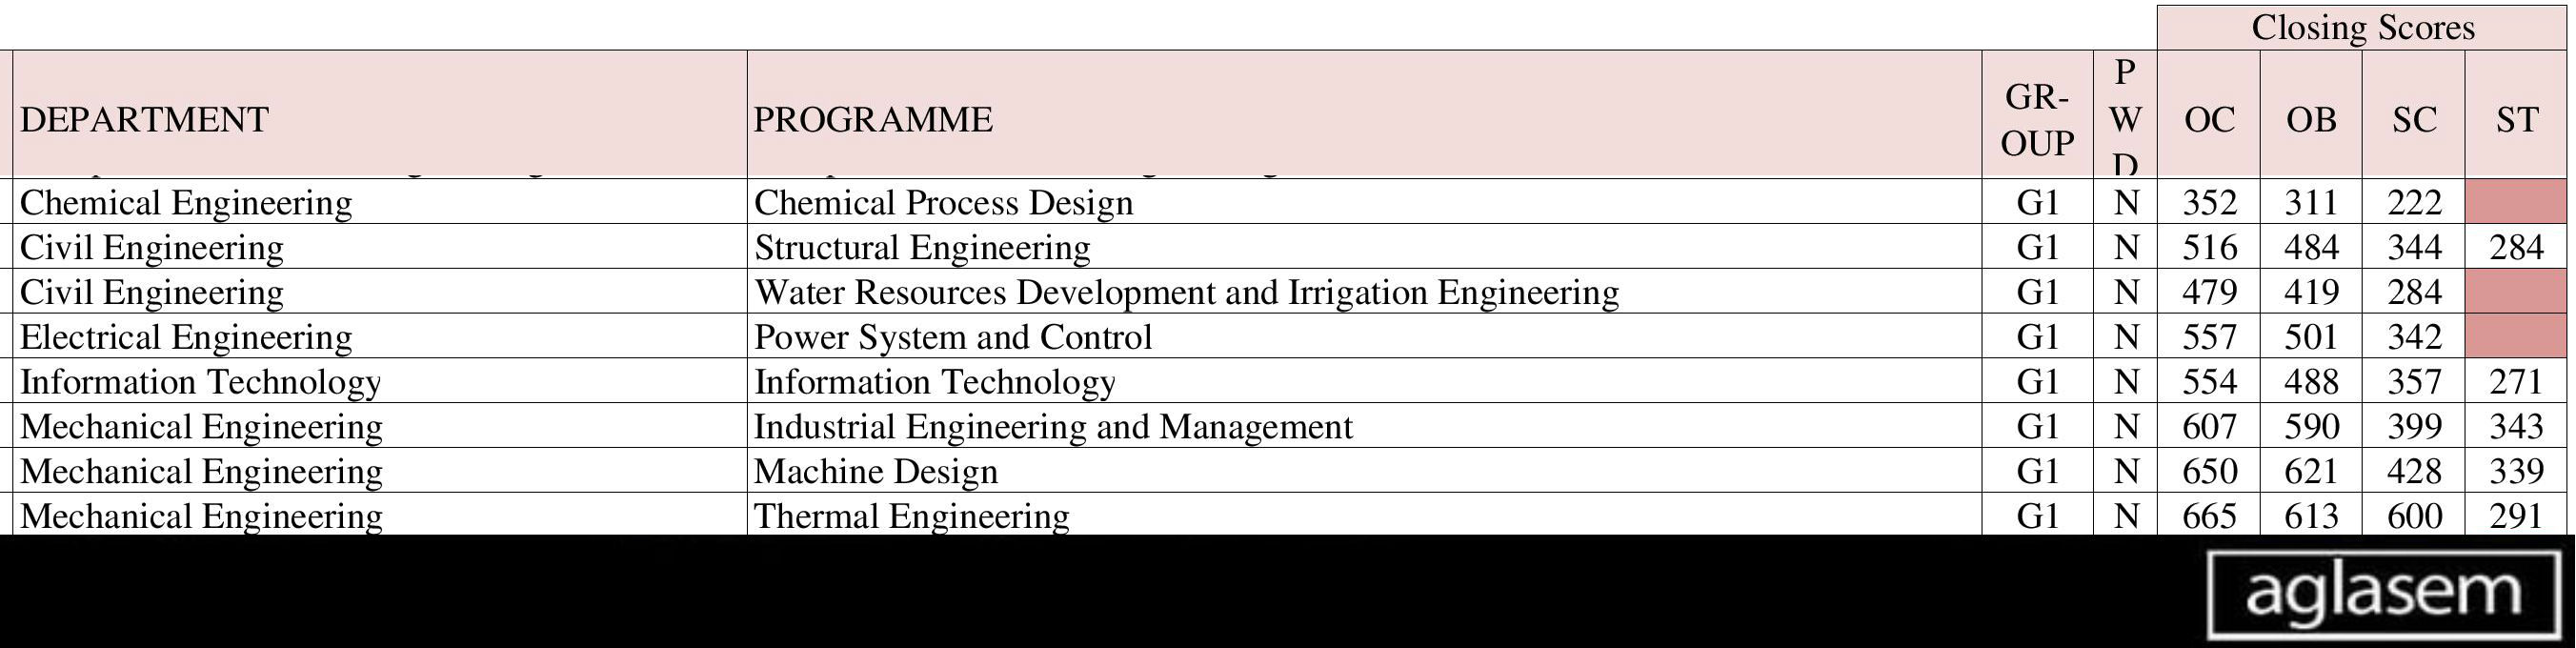 Closing Scores
DEPARTMENT PROGRAMME GR-OUP PWD OC OB SC ST
Chemical Engineering Chemical Process Design G1 N 352 311 222
Civil Engineering Structural Engineering G1 N 516 484 344 284
Civil Engineering Water Resources Development and Irrigation Engineering G1 N 479 419 284
Electrical Engineering Power System and Control G1 N 557 501 342
Information Technology Information Technology G1 N 554 488 357 271
Mechanical Engineering Industrial Engineering and Management G1 N 607 590 399 343
Mechanical Engineering Machine Design G1 N 650 621 428 339
Mechanical Engineering Thermal Engineering G1 N 665 613 600 291
aglasem